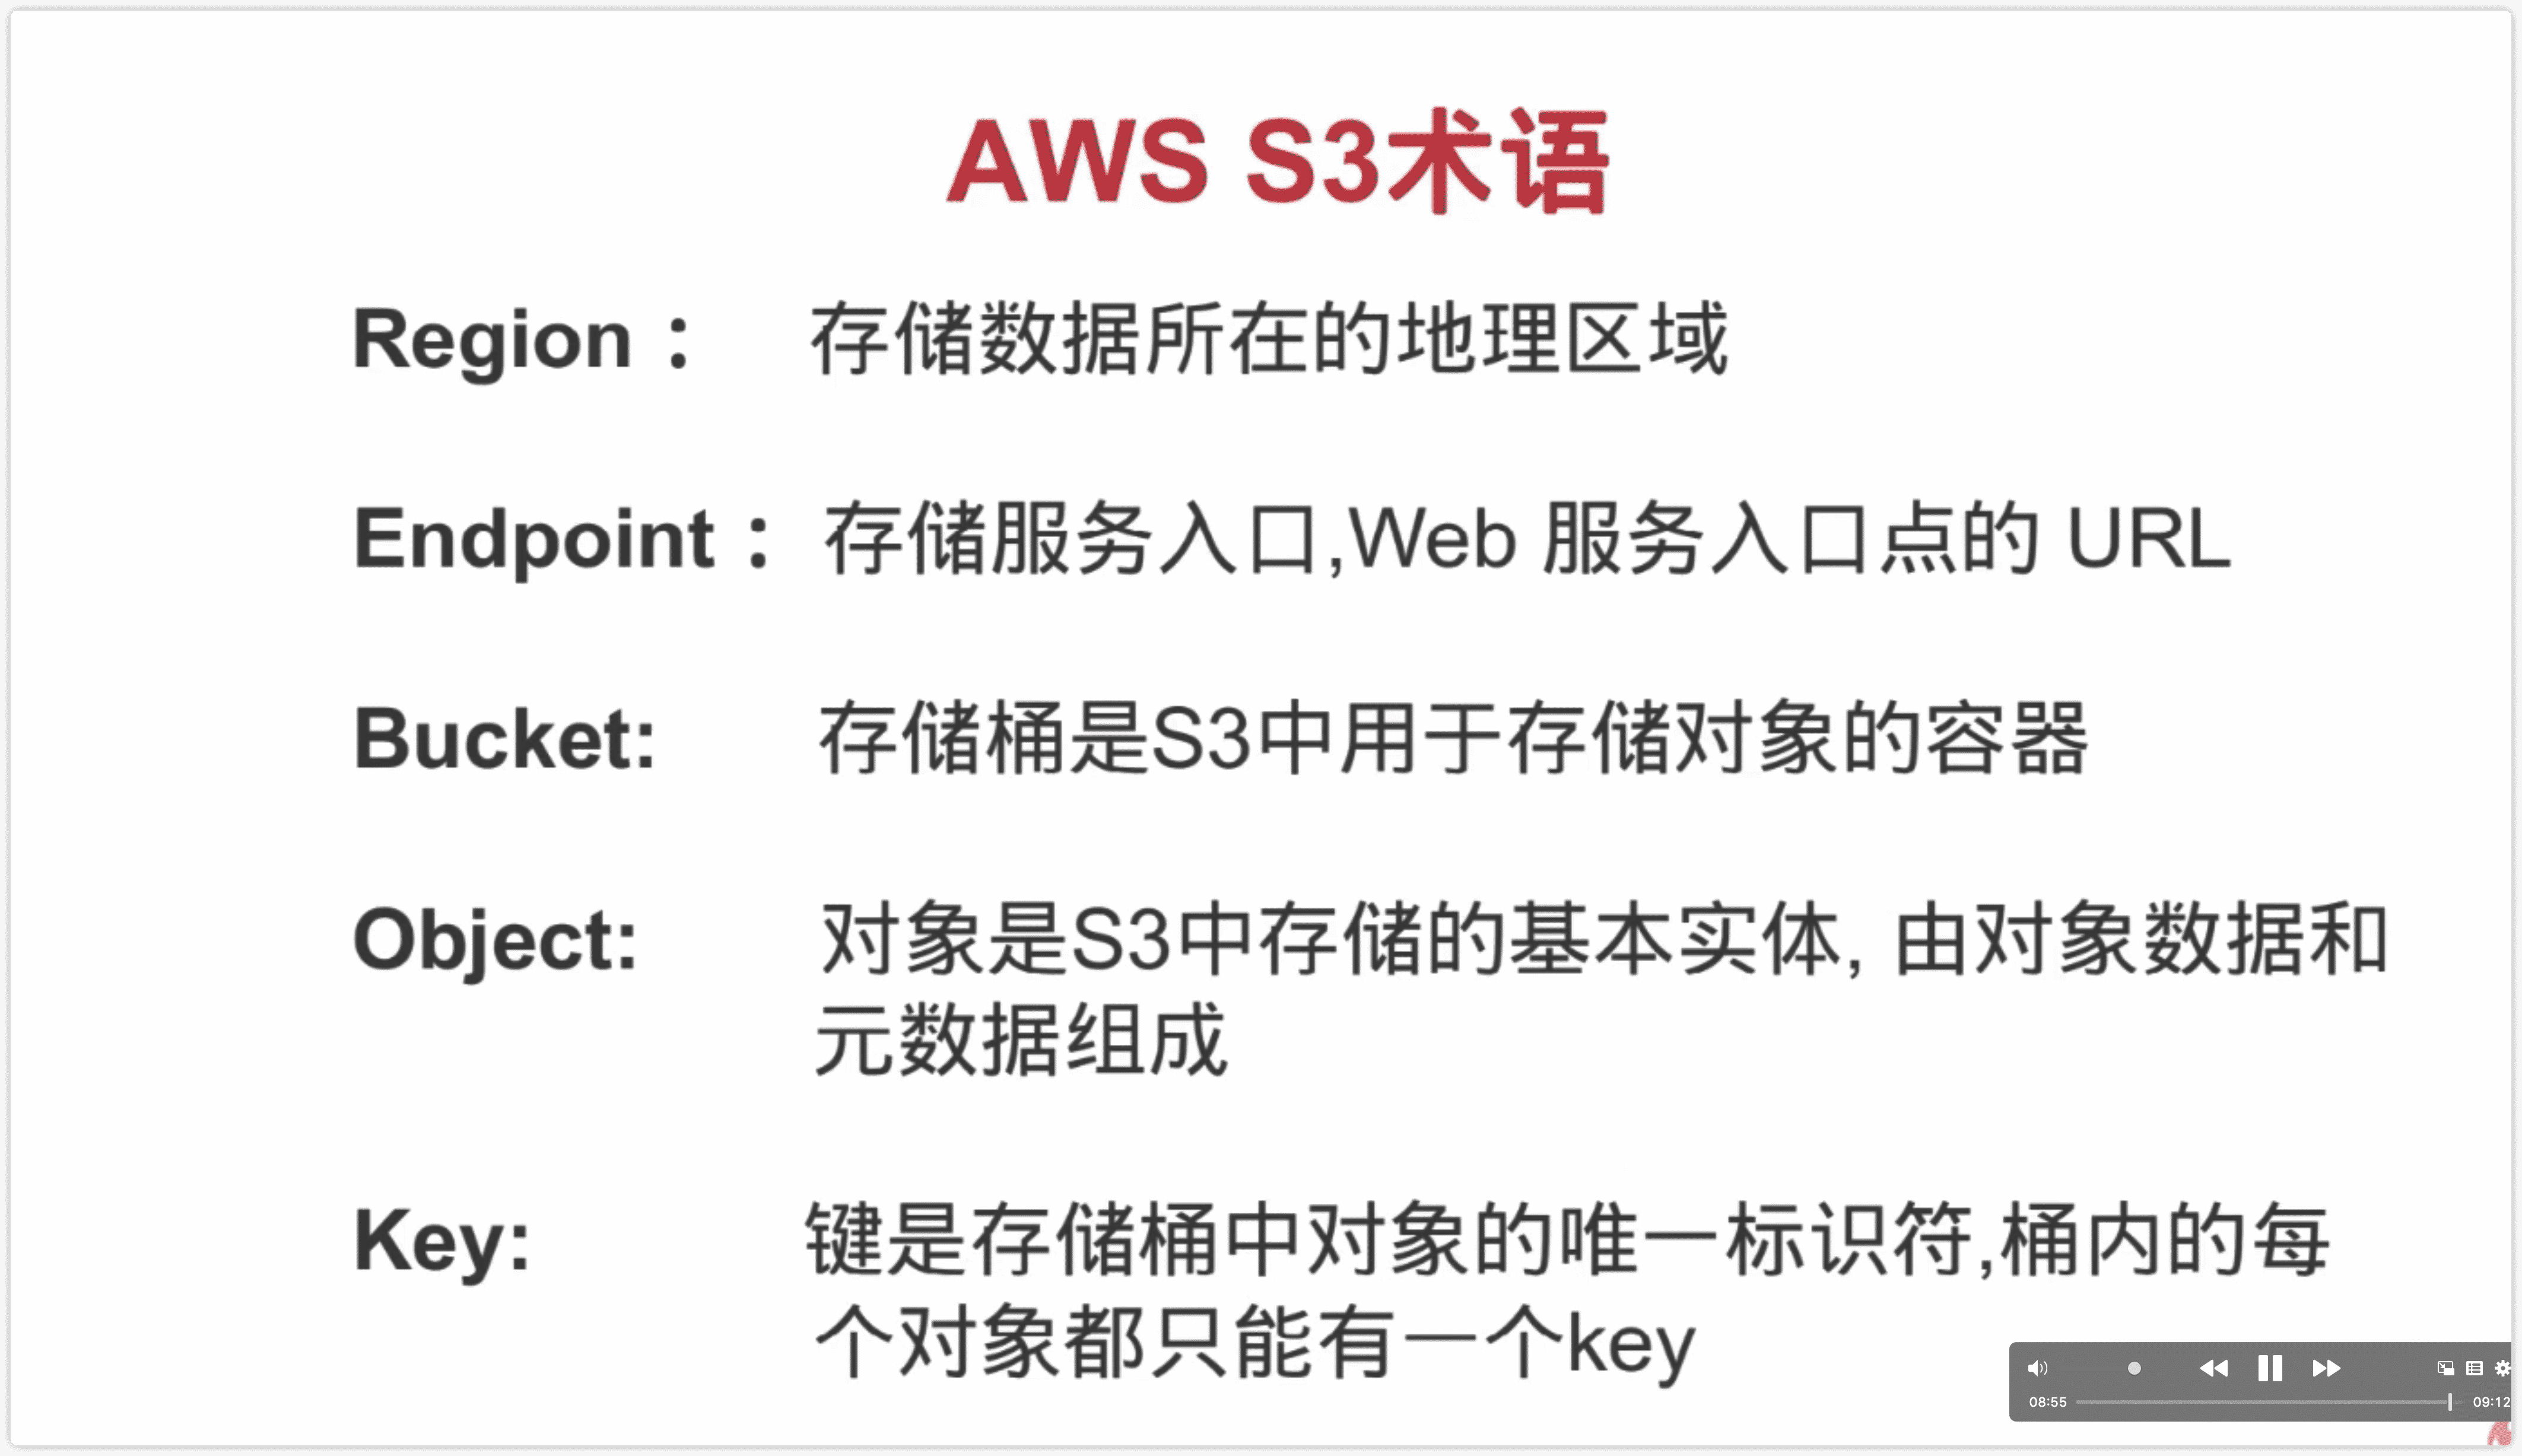 AWS S3术语
Region： 存储数据所在的地理区域
Endpoint： 存储服务入口,Web 服务入口点的 URL
Bucket: 存储桶是S3中用于存储对象的容器
Object: 对象是S3中存储的基本实体, 由对象数据和
元数据组成
Key: 键是存储桶中对象的唯一标识符,桶内的每
个对象都只能有一个key
08:55 09:12